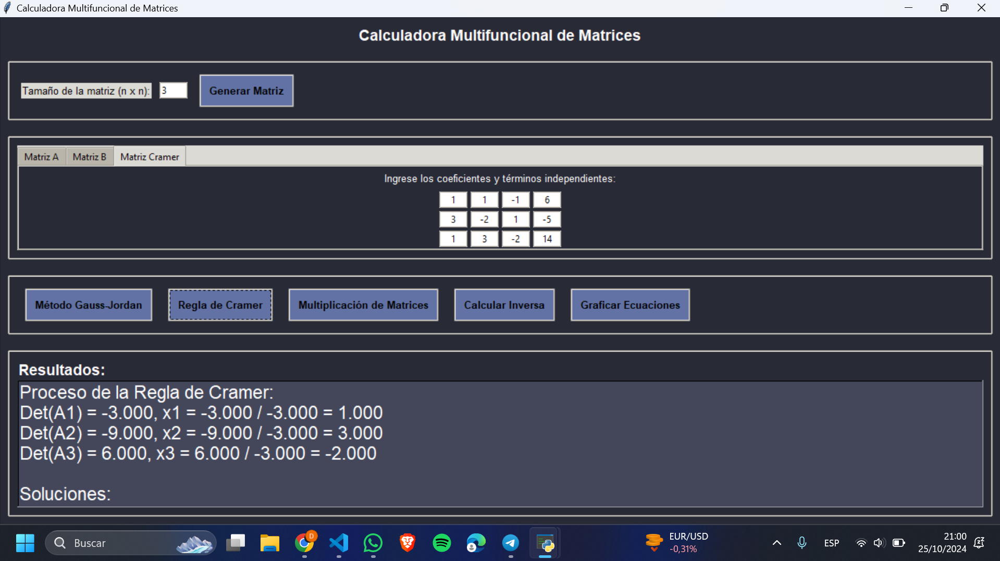 Calculadora Multifuncional de Matrices
Calculadora Multifuncional de Matrices
Tamaño de la matriz (n x n): 3 Generar Matriz
Matriz A Matriz B Matriz Cramer
Ingrese los coeficientes y términos independientes:
1 1 -1 6
3 -2 1 -5
1 3 -2 14
Método Gauss-Jordan Regla de Cramer Multiplicación de Matrices Calcular Inversa Graficar Ecuaciones
Resultados:
Proceso de la Regla de Cramer:
Det(A1) = -3.000, x1 = -3.000 / -3.000 = 1.000
Det(A2) = -9.000, x2 = -9.000 / -3.000 = 3.000
Det(A3) = 6.000, x3 = 6.000 / -3.000 = -2.000
Soluciones:
Buscar
D
EUR/USD
-0,31%
ESP
21:00
25/10/2024